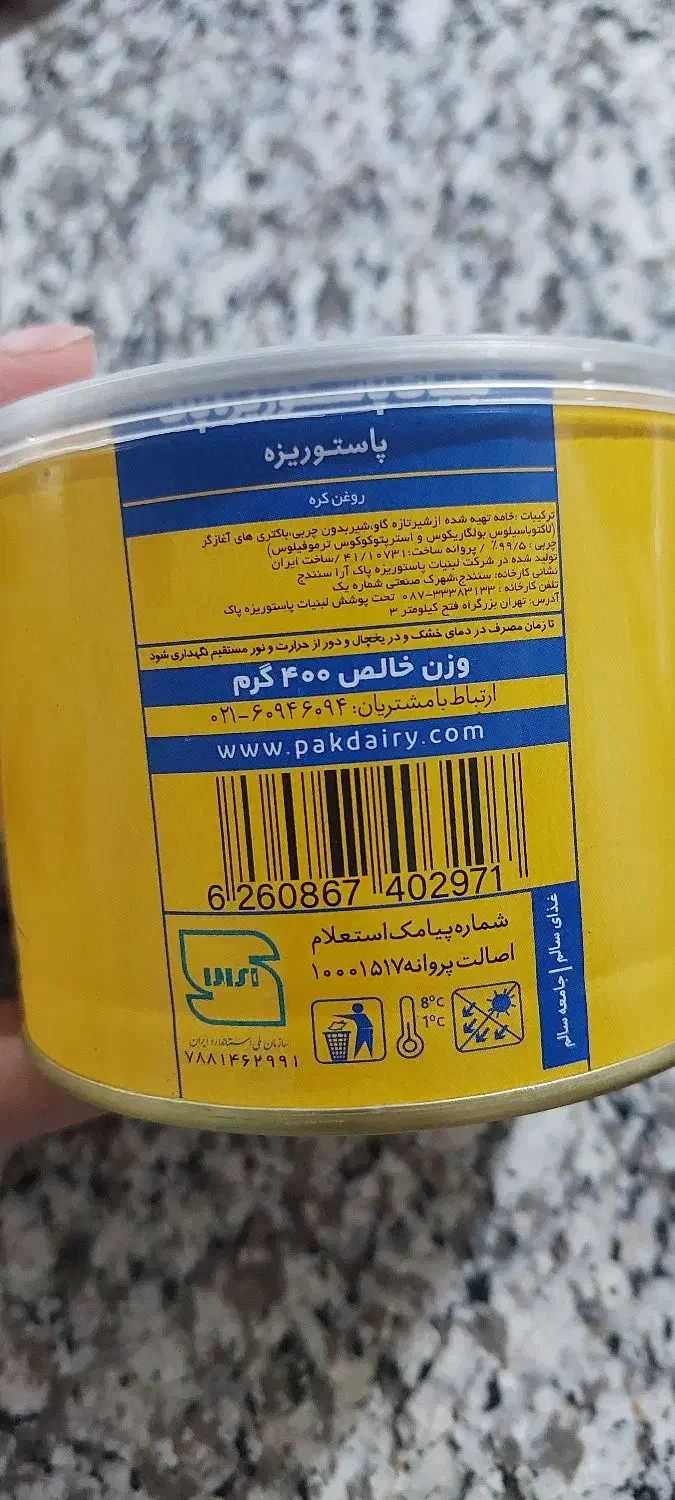 پاستوریزه
روغن کره
ترکیبات :خامه تهیه شده ازشیرتازه گاو،شیربدون چربی،باکتری های آغازگر
(لاکتوباسیلوس بولگاریکوس و استرپتوکوکوس ترموفیلوس)
چربی : ۹۹/۵٪ / پروانه ساخت:۴۱/۱۰۷۳۱ /ساخت ایران
تولید شده در شرکت لبنیات پاستوریزه پاک آرا سنندج
نشانی کارخانه: سنندج،شهرک صنعتی شماره یک
تلفن کارخانه : ۳۳۳۸۳۱۳۳-۰۸۷ تحت پوشش لبنیات پاستوریزه پاک
آدرس: تهران بزرگراه فتح کیلومتر ۳
تا زمان مصرف در دمای خشک و در یخچال و دور از حرارت و نور مستقیم نگهداری شود
وزن خالص ۴۰۰ گرم
ارتباط با مشتریان: ۶۰۹۴۶۰۹۴-۰۲۱
www.pakdairy.com
6 260867 402971
شماره پیامک استعلام
اصالت پروانه ۱۰۰۰۱۵۱۷
8°c
1°c
سازمان ملی استاندارد ایران
۷۸۸۱۴۶۲۹۹۱
غذای سالم | جامعه سالم